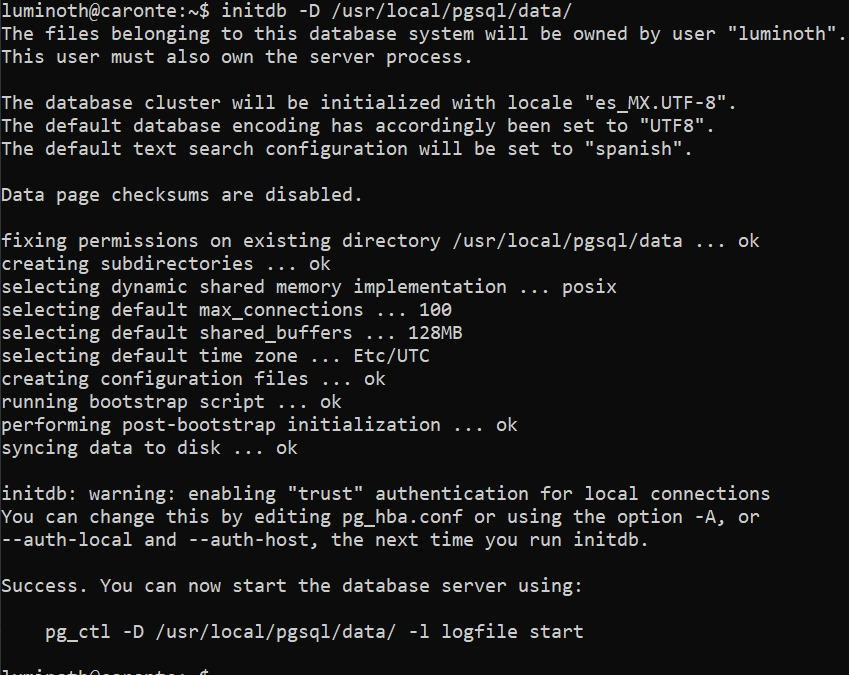 luminoth@caronte:~$ initdb -D /usr/local/pgsql/data/
The files belonging to this database system will be owned by user "luminoth".
This user must also own the server process.
The database cluster will be initialized with locale "es_MX.UTF-8".
The default database encoding has accordingly been set to "UTF8".
The default text search configuration will be set to "spanish".
Data page checksums are disabled.
fixing permissions on existing directory /usr/local/pgsql/data ... ok
creating subdirectories ... ok
selecting dynamic shared memory implementation ... posix
selecting default max_connections ... 100
selecting default shared_buffers ... 128MB
selecting default time zone ... Etc/UTC
creating configuration files ... ok
running bootstrap script ... ok
performing post-bootstrap initialization ... ok
syncing data to disk ... ok
initdb: warning: enabling "trust" authentication for local connections
You can change this by editing pg_hba.conf or using the option -A, or
--auth-local and --auth-host, the next time you run initdb.
Success. You can now start the database server using:
pg_ctl -D /usr/local/pgsql/data/ -l logfile start
luminoth@caronte:~$